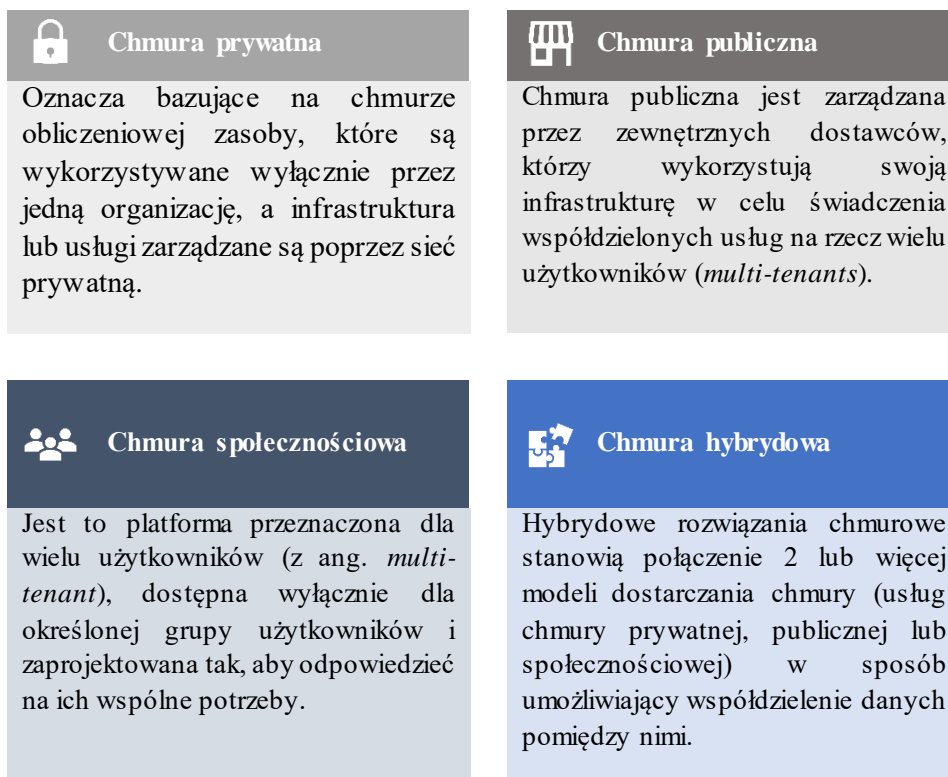 Chmura prywatna
Oznacza bazujące na chmurze
obliczeniowej zasoby, które są
wykorzystywane wyłącznie przez
jedną organizację, a infrastruktura
lub usługi zarządzane są poprzez sieć
prywatną.
Chmura publiczna
Chmura publiczna jest zarządzana
przez zewnętrznych dostawców,
którzy wykorzystują swoją
infrastrukturę w celu świadczenia
współdzielonych usług na rzecz wielu
użytkowników (multi-tenants).
Chmura społecznościowa
Jest to platforma przeznaczona dla
wielu użytkowników (z ang. multi-
tenant), dostępna wyłącznie dla
określonej grupy użytkowników i
zaprojektowana tak, aby odpowiedzieć
na ich wspólne potrzeby.
Chmura hybrydowa
Hybrydowe rozwiązania chmurowe
stanowią połączenie 2 lub więcej
modeli dostarczania chmury (usług
chmury prywatnej, publicznej lub
społecznościowej) w sposób
umożliwiający współdzielenie danych
pomiędzy nimi.